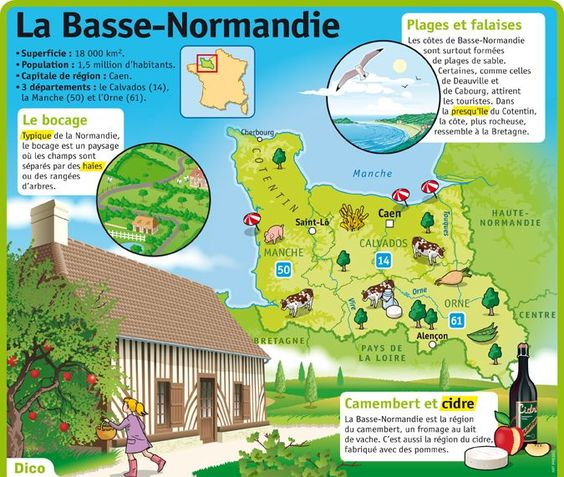 La Basse-Normandie
• Superficie : 18 000 km².
• Population : 1,5 million d'habitants.
• Capitale de région : Caen.
• 3 départements : le Calvados (14),
la Manche (50) et l'Orne (61).
Plages et falaises
Les côtes de Basse-Normandie
sont surtout formées
de plages de sable.
Certaines, comme celles
de Deauville et
de Cabourg, attirent
les touristes. Dans
la presqu'île du Cotentin,
la côte, plus rocheuse,
ressemble à la Bretagne.
Le bocage
Typique de la Normandie,
le bocage est un paysage
où les champs sont
séparés par des haies
ou des rangées
d'arbres.
Cherbourg
COTENTIN
Manche
Saint-Lô
Caen
Touques
HAUTE-
NORMANDIE
MANCHE
50
CALVADOS
14
Vire
Orne
ORNE
61
Alençon
BRETAGNE
PAYS DE
LA LOIRE
CENTRE
Camembert et cidre
La Basse-Normandie est la région
du camembert, un fromage au lait
de vache. C'est aussi la région du cidre,
fabriqué avec des pommes.
Cidre
Dico